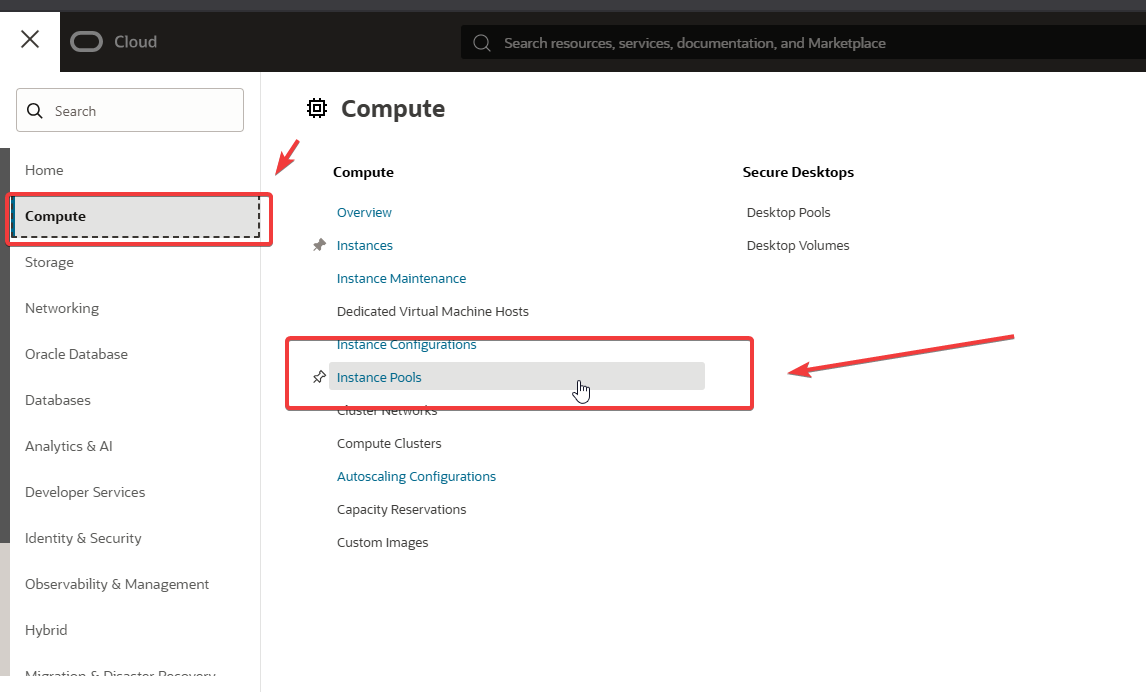 Cloud
Search resources, services, documentation, and Marketplace
Search
Home
Compute
Storage
Networking
Oracle Database
Databases
Analytics & AI
Developer Services
Identity & Security
Observability & Management
Hybrid
Migration & Disaster Recovery
Compute
Compute
Overview
Instances
Instance Maintenance
Dedicated Virtual Machine Hosts
Instance Configurations
Instance Pools
Cluster Networks
Compute Clusters
Autoscaling Configurations
Capacity Reservations
Custom Images
Secure Desktops
Desktop Pools
Desktop Volumes